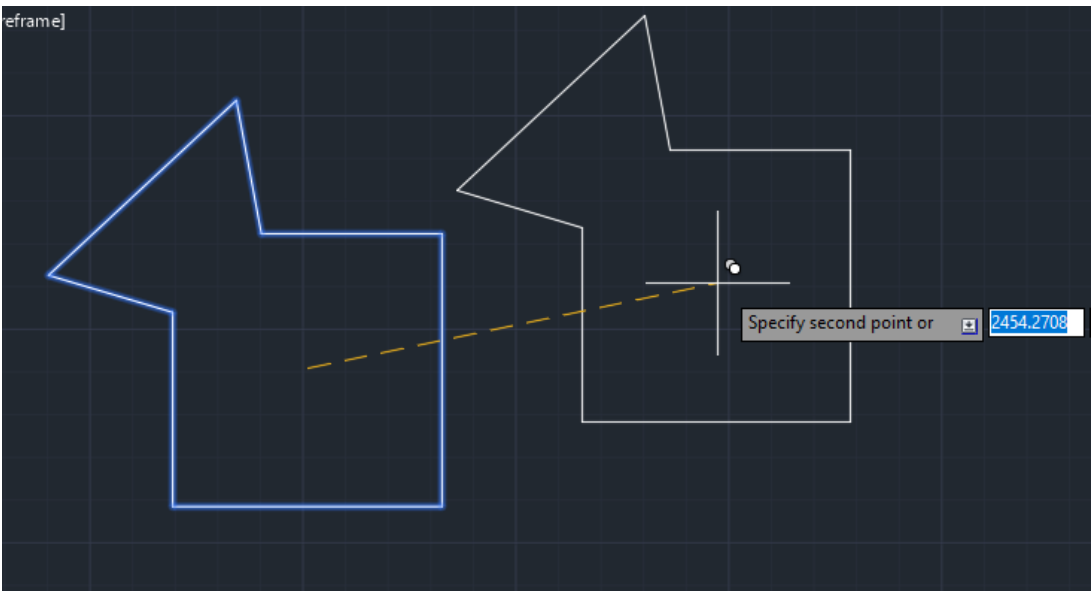 reframe]
Specify second point or 2454.2708